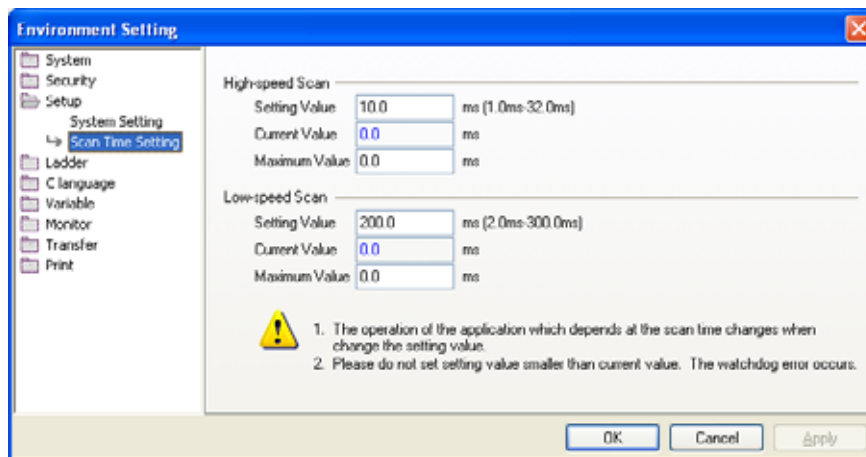 Environment Setting
System
Security
Setup
System Setting
Scan Time Setting
Ladder
C language
Variable
Monitor
Transfer
Print
High-speed Scan
Setting Value 10.0 ms (1.0ms-32.0ms)
Current Value 0.0 ms
Maximum Value 0.0 ms
Low-speed Scan
Setting Value 200.0 ms (2.0ms-300.0ms)
Current Value 0.0 ms
Maximum Value 0.0 ms
1. The operation of the application which depends at the scan time changes when
change the setting value.
2. Please do not set setting value smaller than current value. The watchdog error occurs.
OK Cancel Apply